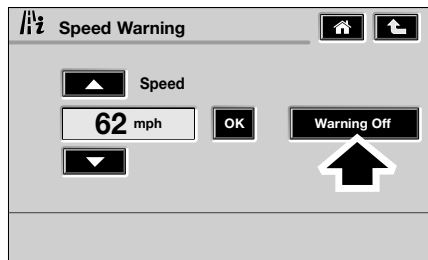 Speed Warning
Speed
62 mph
OK
Warning Off